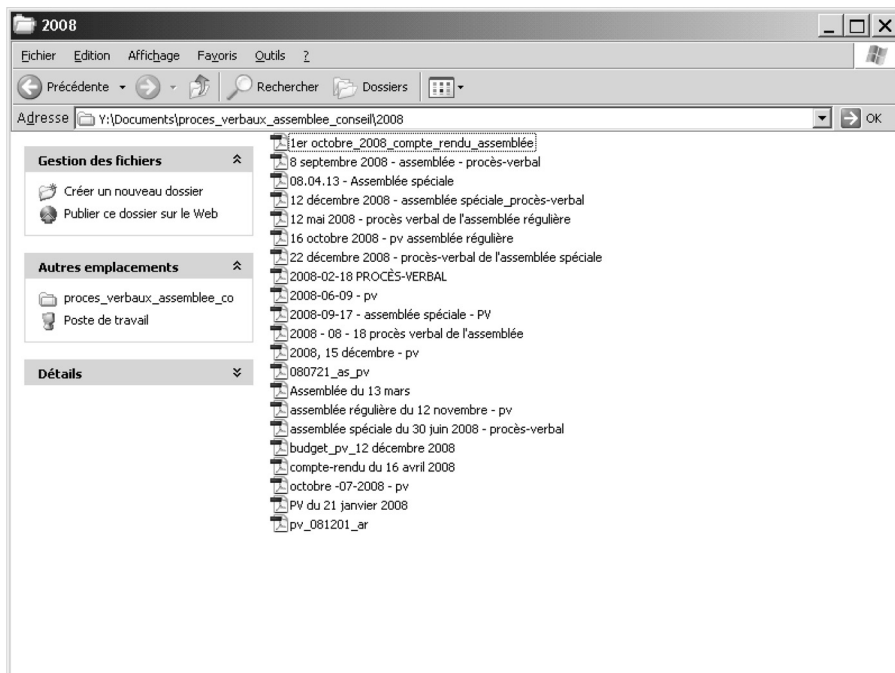 2008
Fichier Edition Affichage Favoris Outils ?
Précédente Rechercher Dossiers
Adresse Y:\Documents\proces_verbaux_assemblee_conseil\2008 OK
Gestion des fichiers
Créer un nouveau dossier
Publier ce dossier sur le Web
Autres emplacements
proces_verbaux_assemblee_co
Poste de travail
Détails
1er octobre_2008_compte_rendu_assemblée
8 septembre 2008 - assemblée - procès-verbal
08.04.13 - Assemblée spéciale
12 décembre 2008 - assemblée spéciale_procès-verbal
12 mai 2008 - procès verbal de l'assemblée régulière
16 octobre 2008 - pv assemblée régulière
22 décembre 2008 - procès-verbal de l'assemblée spéciale
2008-02-18 PROCÈS-VERBAL
2008-06-09 - pv
2008-09-17 - assemblée spéciale - PV
2008 - 08 - 18 procès verbal de l'assemblée
2008, 15 décembre - pv
080721_as_pv
Assemblée du 13 mars
assemblée régulière du 12 novembre - pv
assemblée spéciale du 30 juin 2008 - procès-verbal
budget_pv_12 décembre 2008
compte-rendu du 16 avril 2008
octobre -07-2008 - pv
PV du 21 janvier 2008
pv_081201_ar